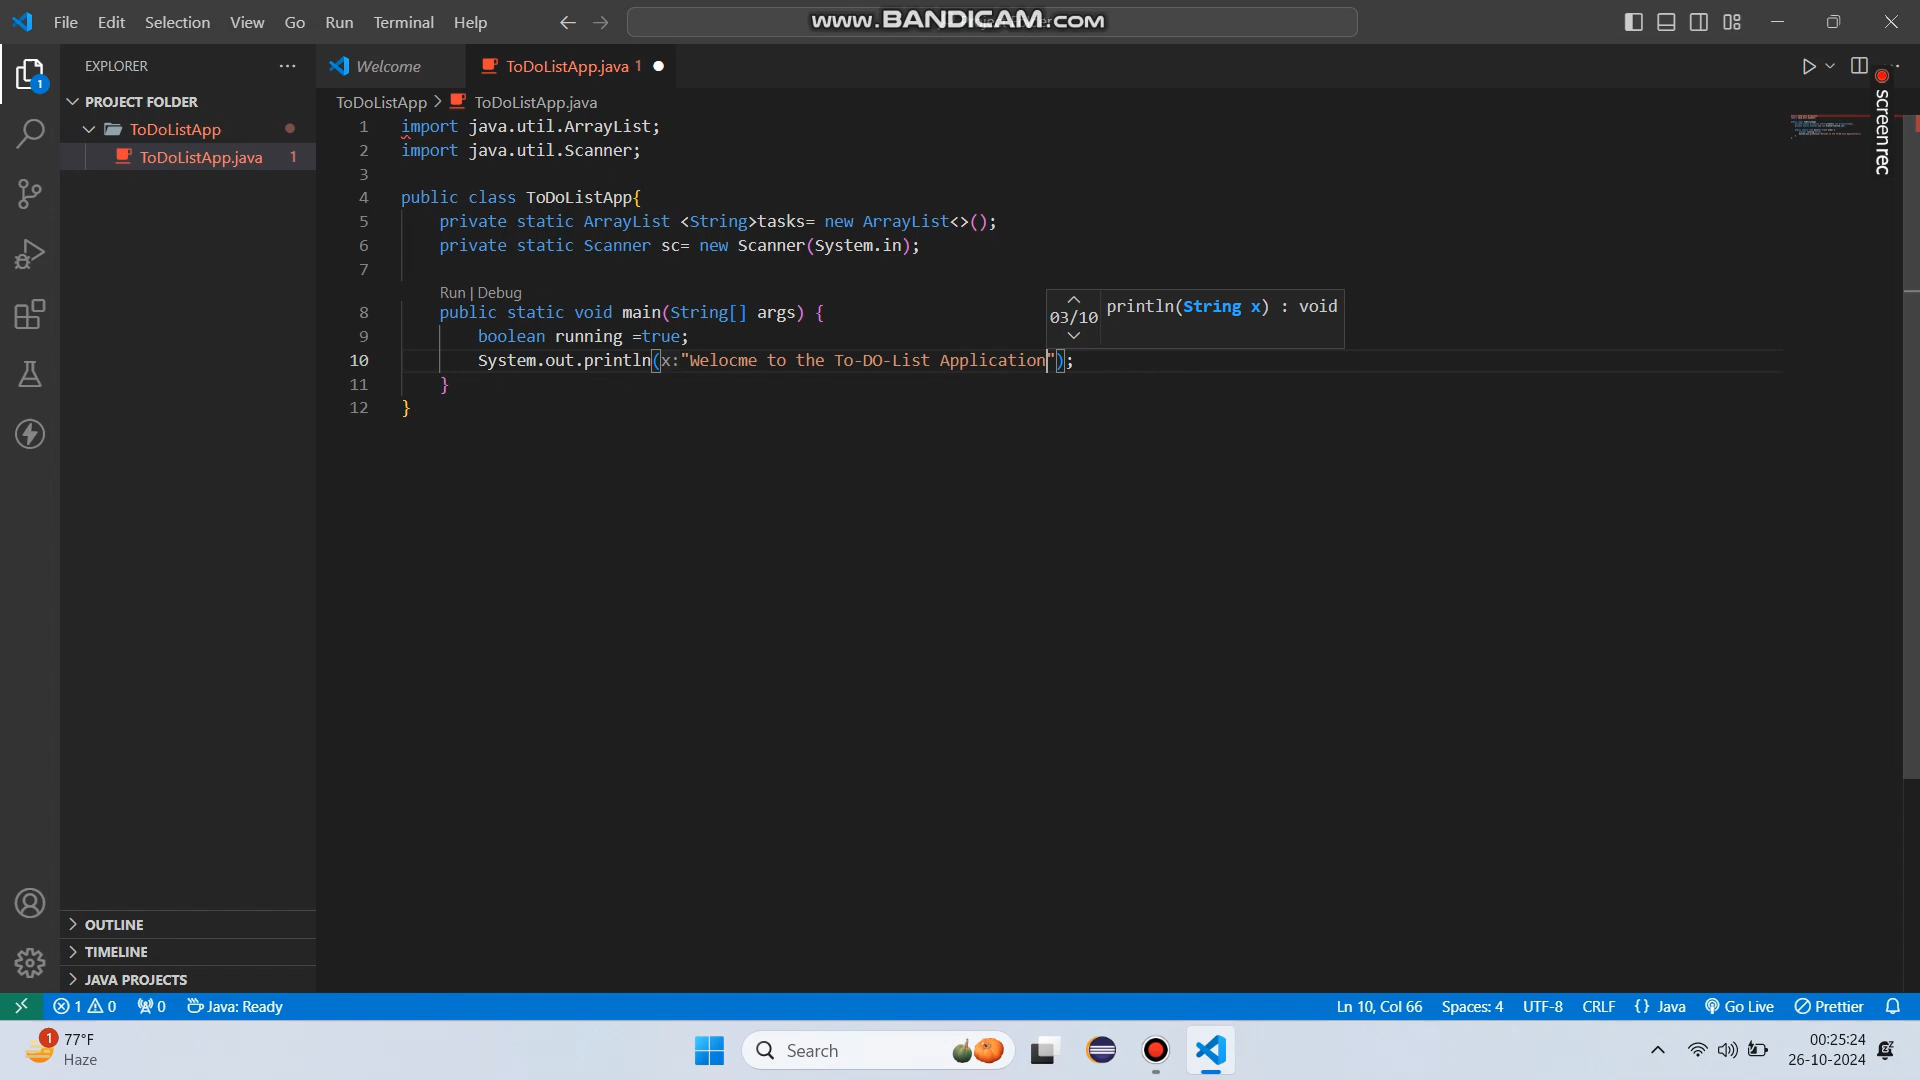 File Edit Selection View Go Run Terminal Help
www.BANDICAM.com
EXPLORER
Welcome
ToDoListApp.java 1
PROJECT FOLDER
ToDoListApp > ToDoListApp.java
ToDoListApp
ToDoListApp.java 1
1 import java.util.ArrayList;
2 import java.util.Scanner;
3
4 public class ToDoListApp{
5 private static ArrayList <String>tasks= new ArrayList<>();
6 private static Scanner sc= new Scanner(System.in);
7
Run | Debug
8 public static void main(String[] args) {
9 boolean running =true;
10 System.out.println(x:"Welocme to the To-DO-List Application");
11 }
12 }
03/10
println(String x) : void
screen rec
1
OUTLINE
TIMELINE
JAVA PROJECTS
1 0
0
Java: Ready
Ln 10, Col 66
Spaces: 4
UTF-8
CRLF
{ } Java
Go Live
Prettier
1
77°F
Haze
Search
00:25:24
26-10-2024